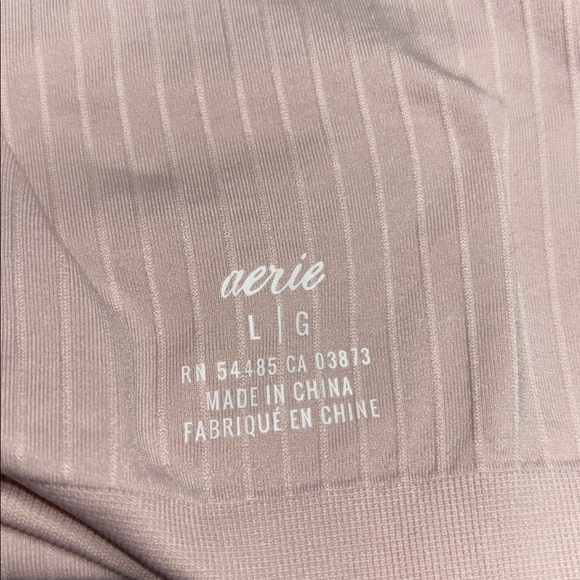 aerie
L | G
RN 54485 CA 03873
MADE IN CHINA
FABRIQUÉ EN CHINE